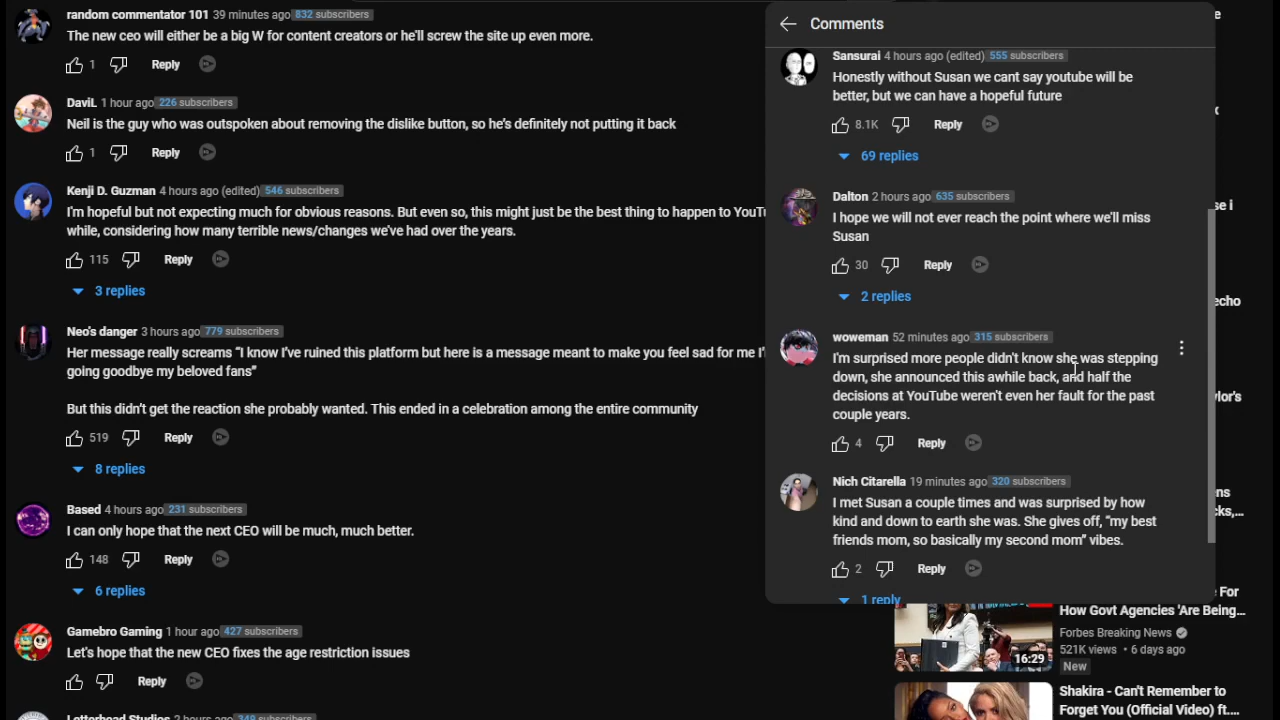 random commentator 101 39 minutes ago 832 subscribers
The new ceo will either be a big W for content creators or he'll screw the site up even more.
1 Reply
DaviL 1 hour ago 226 subscribers
Neil is the guy who was outspoken about removing the dislike button, so he's definitely not putting it back
1 Reply
Kenji D. Guzman 4 hours ago (edited) 546 subscribers
I'm hopeful but not expecting much for obvious reasons. But even so, this might just be the best thing to happen to
while, considering how many terrible news/changes we've had over the years.
115 Reply
3 replies
Neo's danger 3 hours ago 779 subscribers
Her message really screams “I know I've ruined this platform but here is a message meant to make you feel sad for me
going goodbye my beloved fans”
But this didn't get the reaction she probably wanted. This ended in a celebration among the entire community
519 Reply
8 replies
Based 4 hours ago 231 subscribers
I can only hope that the next CEO will be much, much better.
148 Reply
6 replies
Gamebro Gaming 1 hour ago 427 subscribers
Let's hope that the new CEO fixes the age restriction issues
Reply
Letterhead Studios 2 hours ago 349 subscribers
Comments
Sansurai 4 hours ago (edited) 555 subscribers
Honestly without Susan we cant say youtube will be
better, but we can have a hopeful future
8.1K Reply
69 replies
Dalton 2 hours ago 635 subscribers
I hope we will not ever reach the point where we'll miss
Susan
30 Reply
2 replies
woweman 52 minutes ago 315 subscribers
I'm surprised more people didn't know she was stepping
down, she announced this awhile back, and half the
decisions at YouTube weren't even her fault for the past
couple years.
4 Reply
Nich Citarella 19 minutes ago 320 subscribers
I met Susan a couple times and was surprised by how
kind and down to earth she was. She gives off, “my best
friends mom, so basically my second mom” vibes.
2 Reply
1 reply
For
How Govt Agencies 'Are Being...
Forbes Breaking News
521K views • 6 days ago
New
16:29
Shakira - Can't Remember to
Forget You (Official Video) ft....